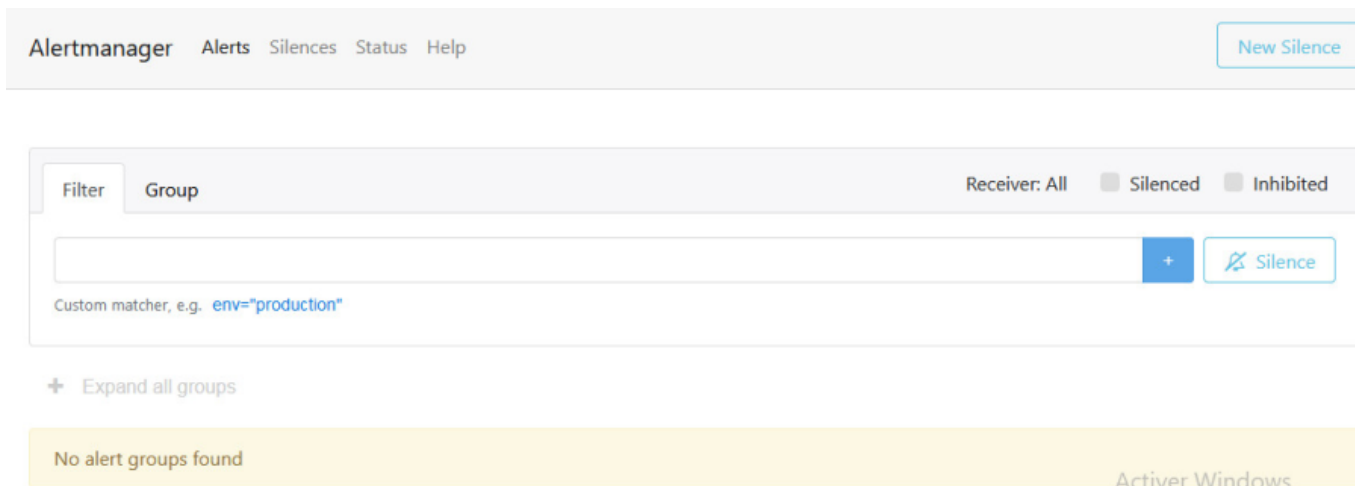 Alertmanager Alerts Silences Status Help New Silence
Filter Group Receiver: All Silenced Inhibited
+ Silence
Custom matcher, e.g. env="production"
+ Expand all groups
No alert groups found
Activer Windows